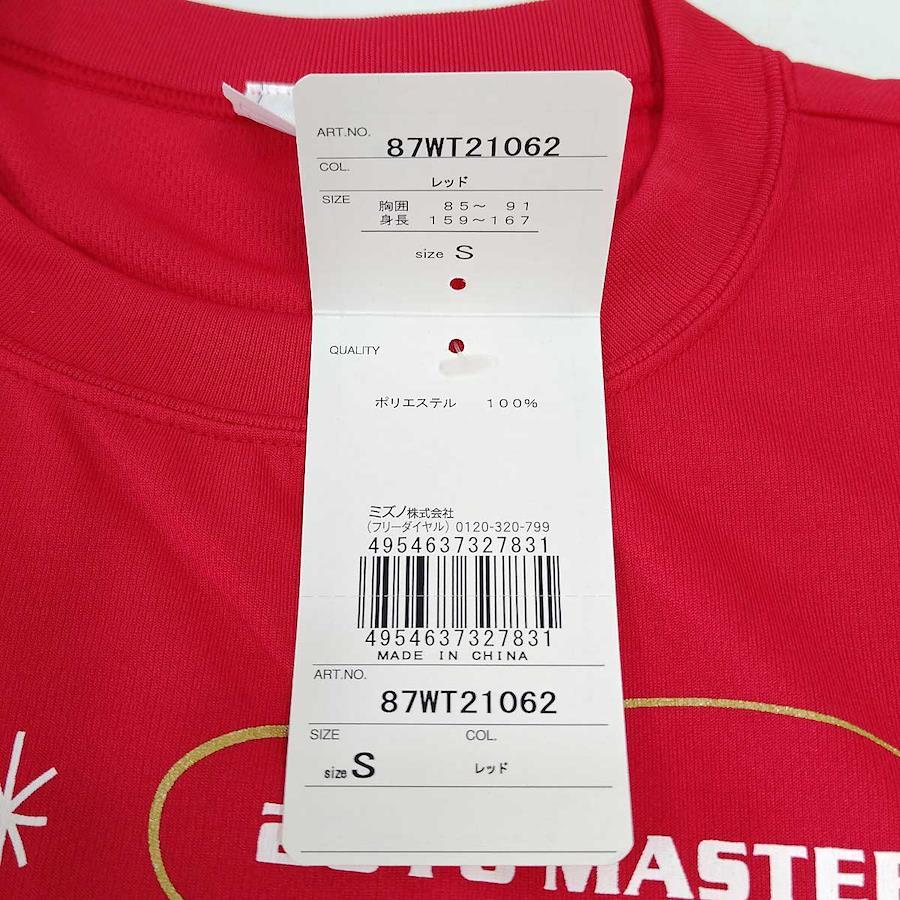 ART.NO.
87WT21062
COL.
レッド
SIZE
胸囲 85～ 91
身長 159～167
size S
QUALITY
ポリエステル 100%
ミズノ株式会社
(フリーダイヤル) 0120-320-799
4954637327831
4954637327831
MADE IN CHINA
ART.NO.
87WT21062
SIZE COL.
size S レッド
MASTER